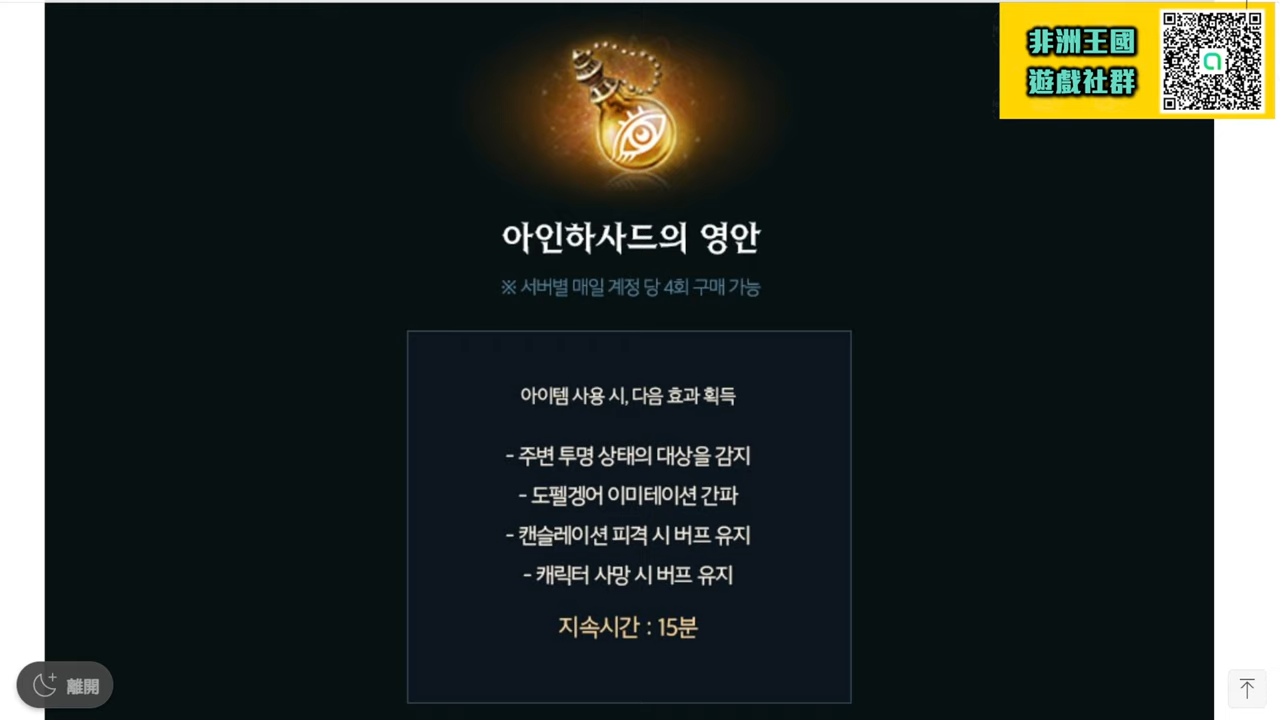 非洲王國
遊戲社群
아인하사드의 영안
※ 서버별 매일 계정 당 4회 구매 가능
아이템 사용 시, 다음 효과 획득
- 주변 투명 상태의 대상을 감지
- 도펠겡어 이미테이션 간파
- 캔슬레이션 피격 시 버프 유지
- 캐릭터 사망 시 버프 유지
지속시간 : 15분
離開